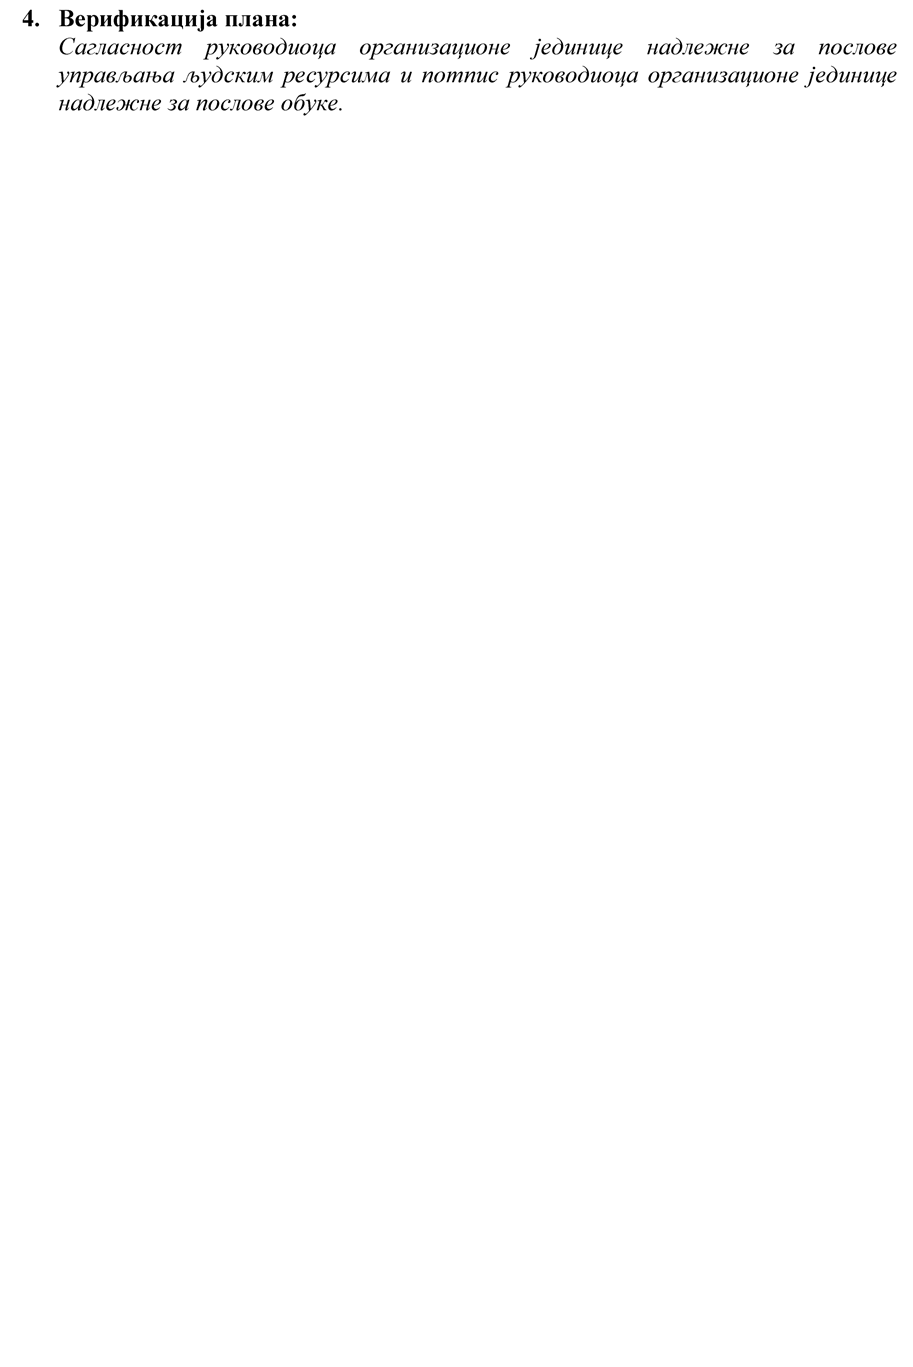 4. Верификација плана:
Сагласност руководиоца организационе јединице надлежне за послове
управљања људским ресурсима и потпис руководиоца организационе јединице
надлежне за послове обуке.